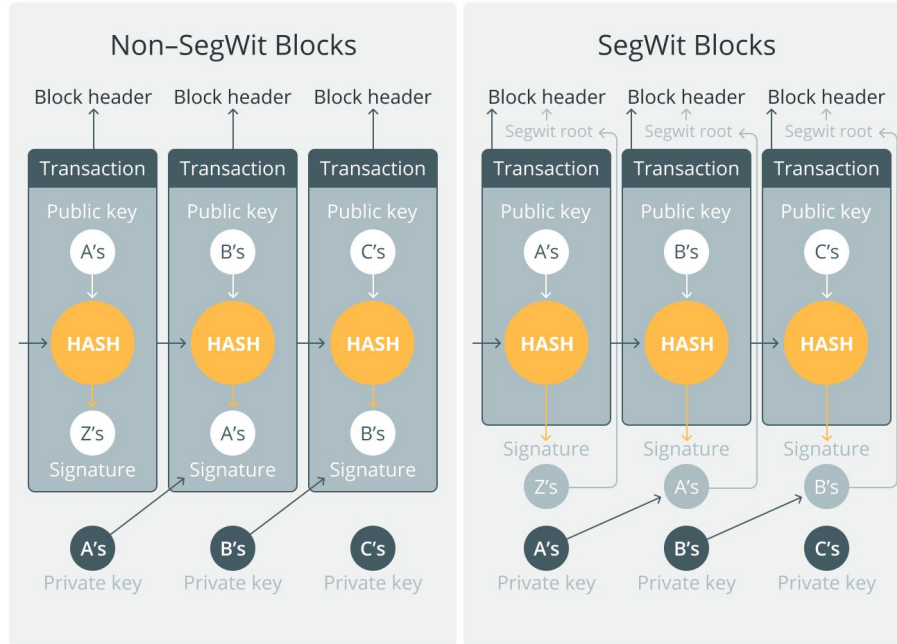 Non–SegWit Blocks
Block header Block header Block header
Transaction Transaction Transaction
Public key Public key Public key
A's B's C's
HASH HASH HASH
Z's A's B's
Signature Signature Signature
A's B's C's
Private key Private key Private key
SegWit Blocks
Block header Block header Block header
Segwit root Segwit root Segwit root
Transaction Transaction Transaction
Public key Public key Public key
A's B's C's
HASH HASH HASH
Signature Signature Signature
Z's A's B's
A's B's C's
Private key Private key Private key